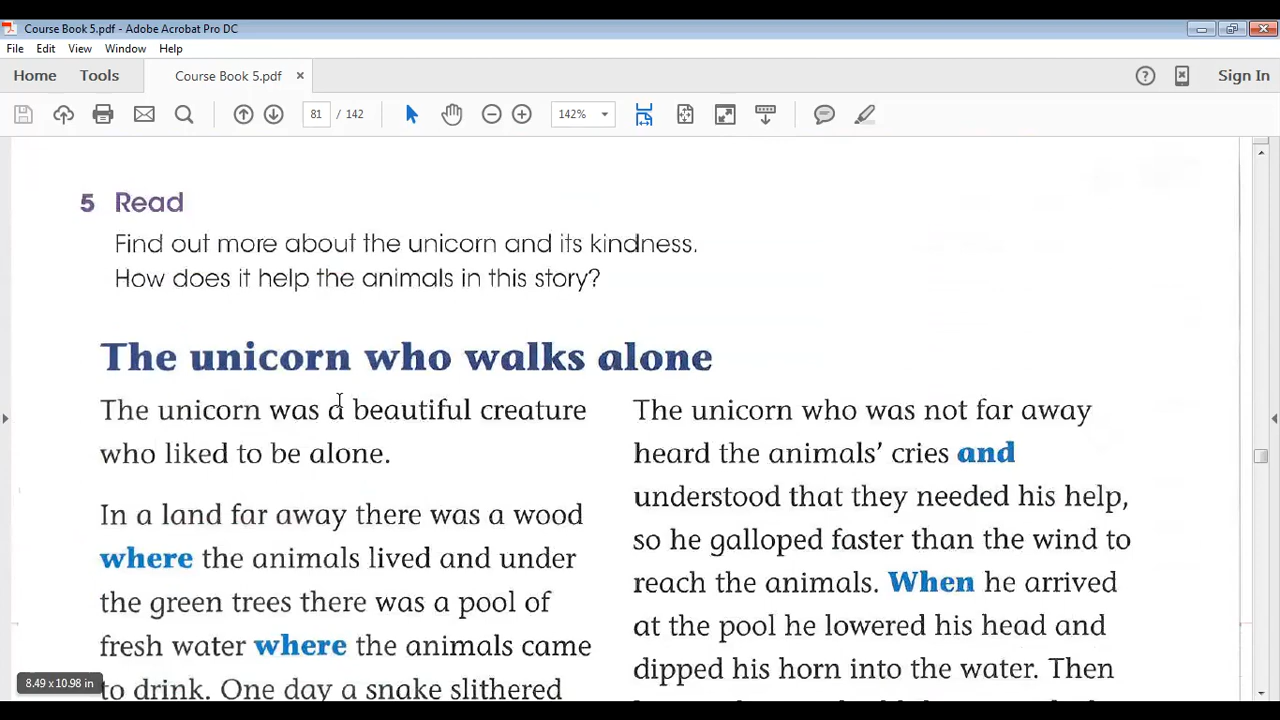 Course Book 5.pdf - Adobe Acrobat Pro DC
File Edit View Window Help
Home Tools Course Book 5.pdf × Sign In
81 / 142 142%
5 Read
Find out more about the unicorn and its kindness.
How does it help the animals in this story?
The unicorn who walks alone
The unicorn was a beautiful creature
who liked to be alone.
In a land far away there was a wood
where the animals lived and under
the green trees there was a pool of
fresh water where the animals came
to drink. One day a snake slithered
The unicorn who was not far away
heard the animals' cries and
understood that they needed his help,
so he galloped faster than the wind to
reach the animals. When he arrived
at the pool he lowered his head and
dipped his horn into the water. Then
8.49 x 10.98 in